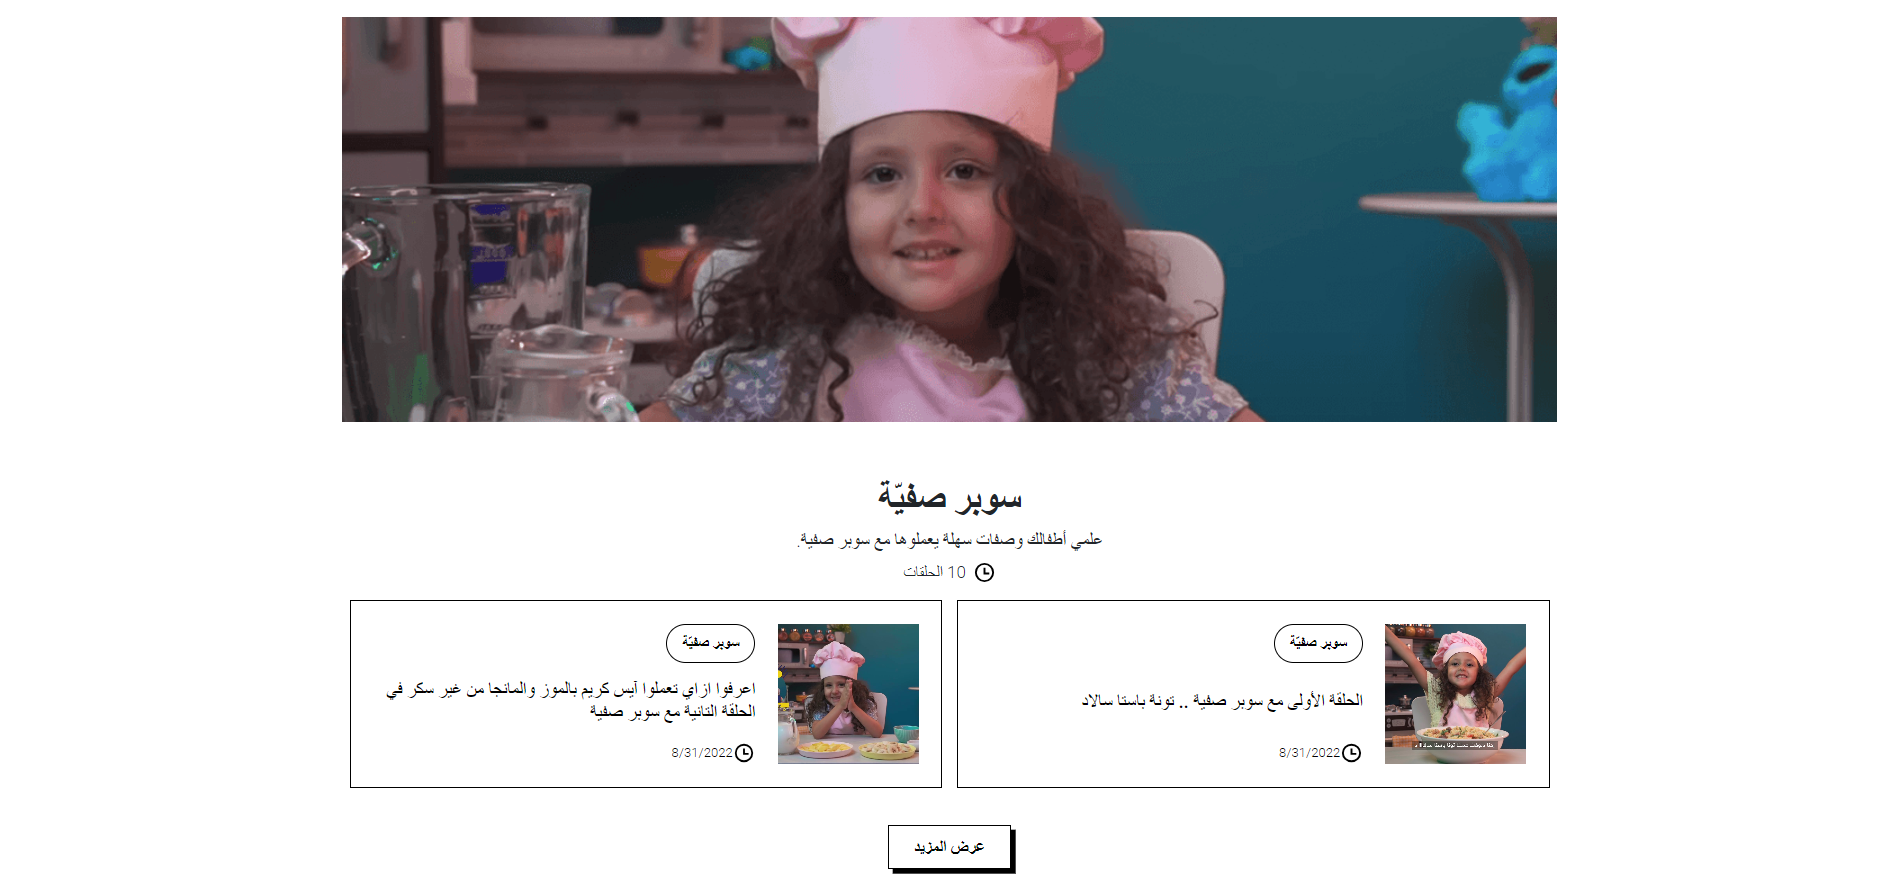 سوبر صفيّة
علمي أطفالك وصفات سهلة يعملوها مع سوبر صفية.
10 الحلقات
سوبر صفيّة
الحلقة الأولى مع سوبر صفية .. تونة باستا سالاد
8/31/2022
سوبر صفيّة
اعرفوا ازاي تعملوا آيس كريم بالموز والمانجا من غير سكر في
الحلقة التانية مع سوبر صفية
8/31/2022
عرض المزيد